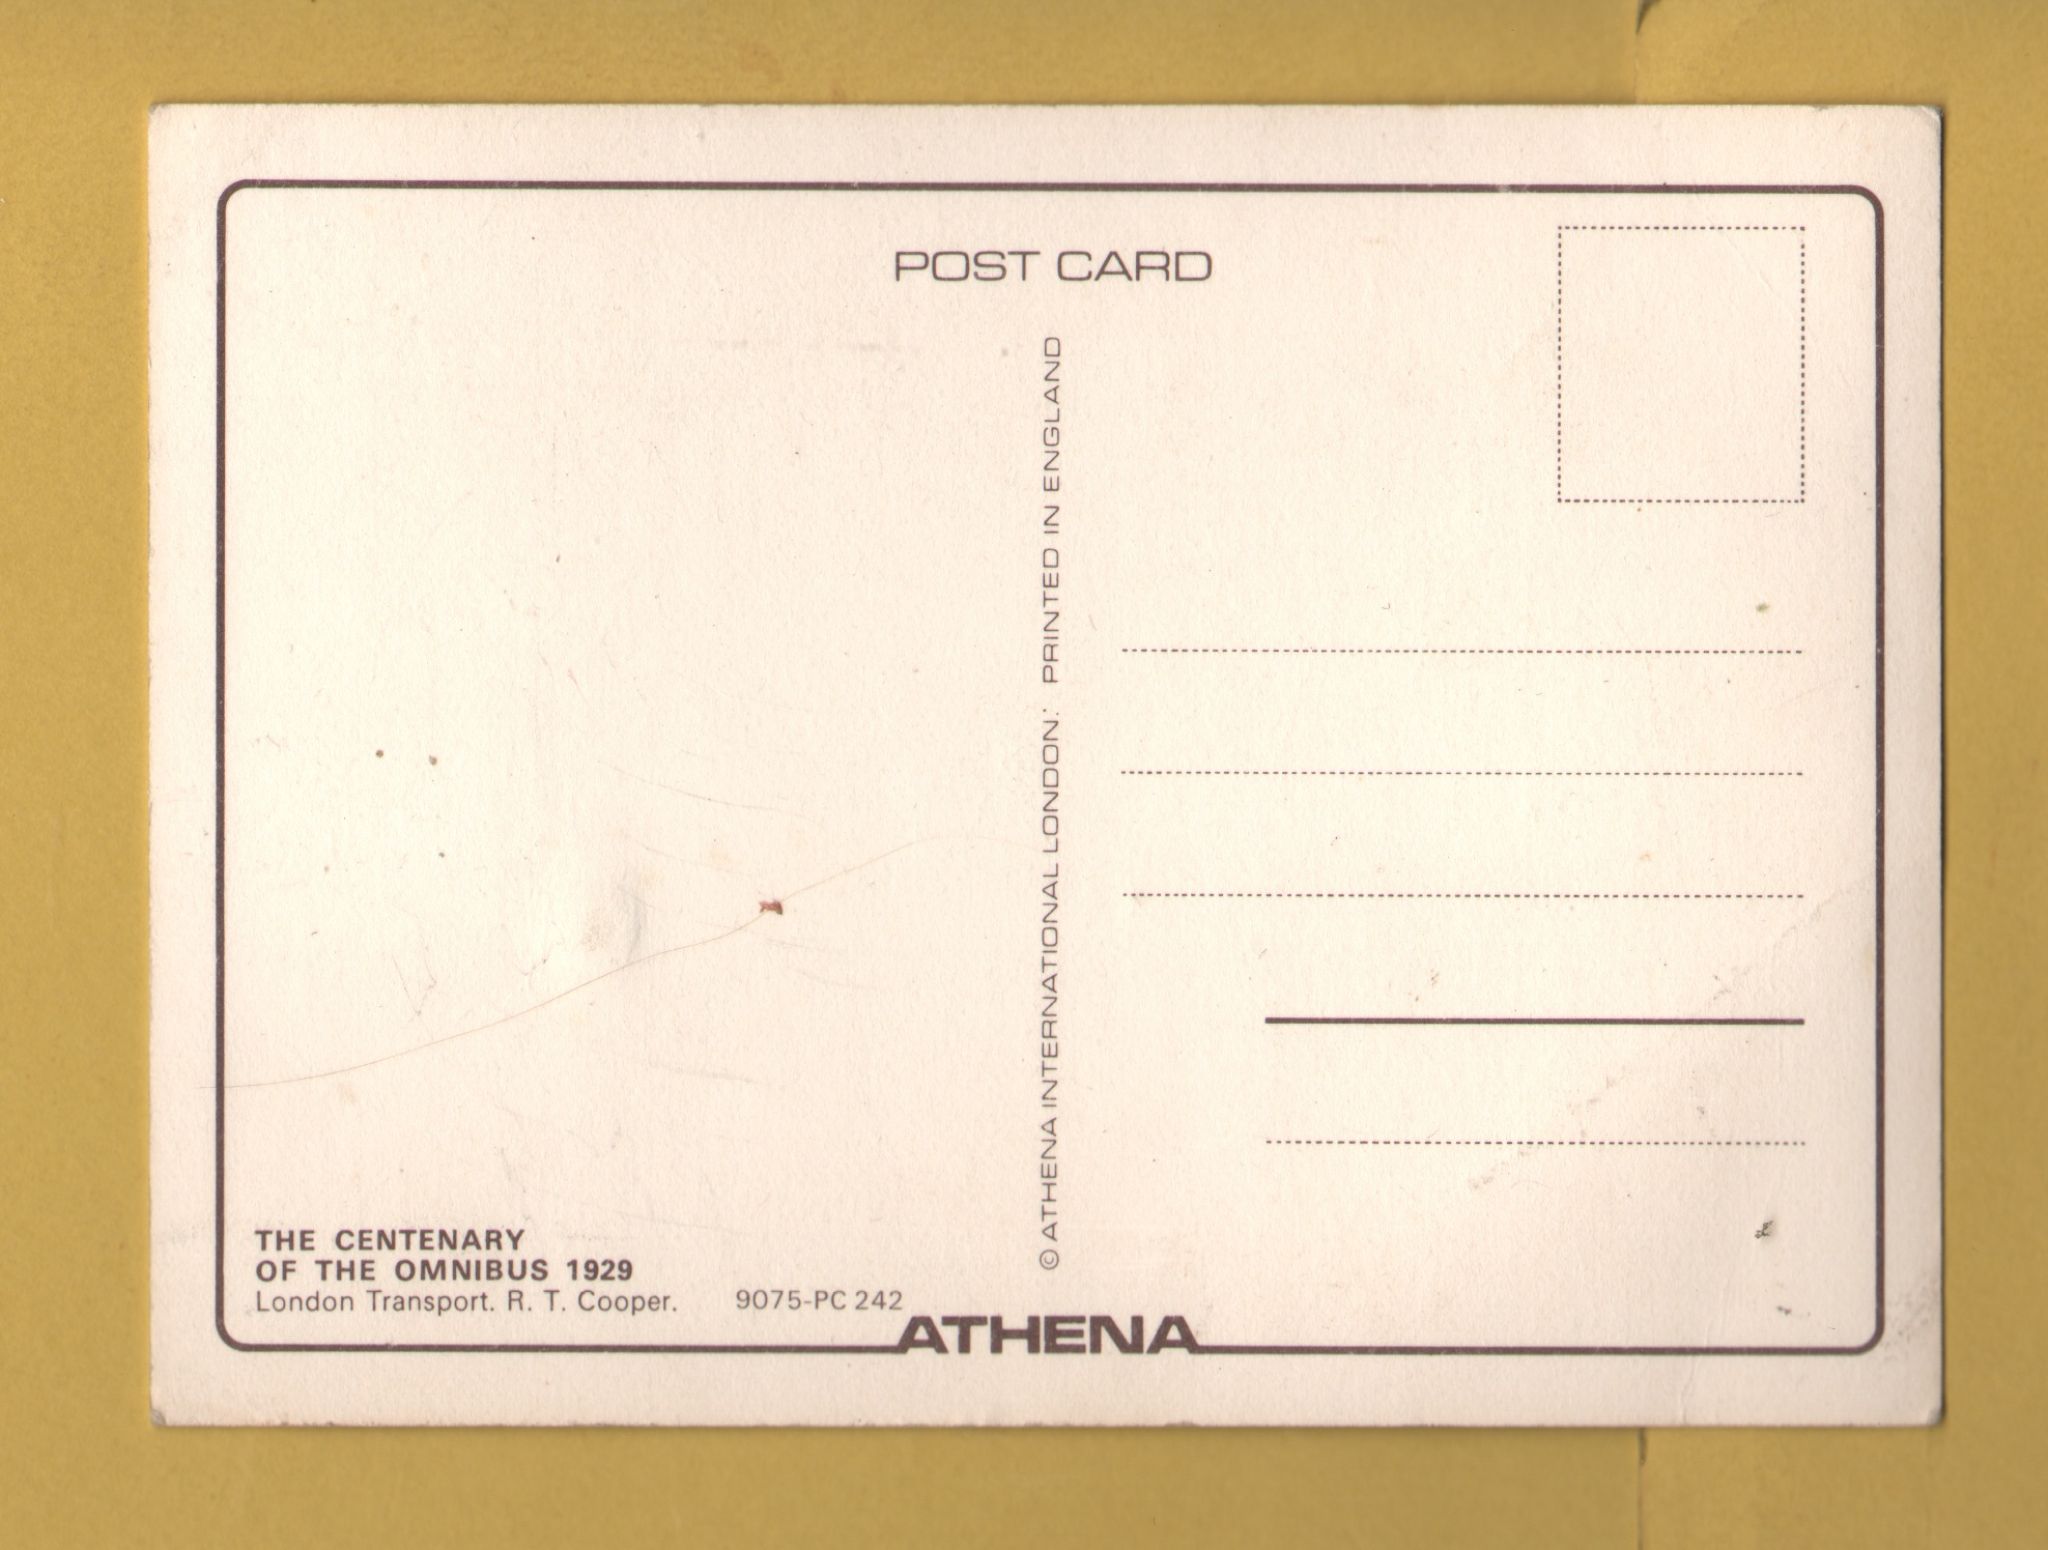 POST CARD
© ATHENA INTERNATIONAL LONDON: PRINTED IN ENGLAND
THE CENTENARY
OF THE OMNIBUS 1929
London Transport. R. T. Cooper. 9075-PC 242
ATHENA